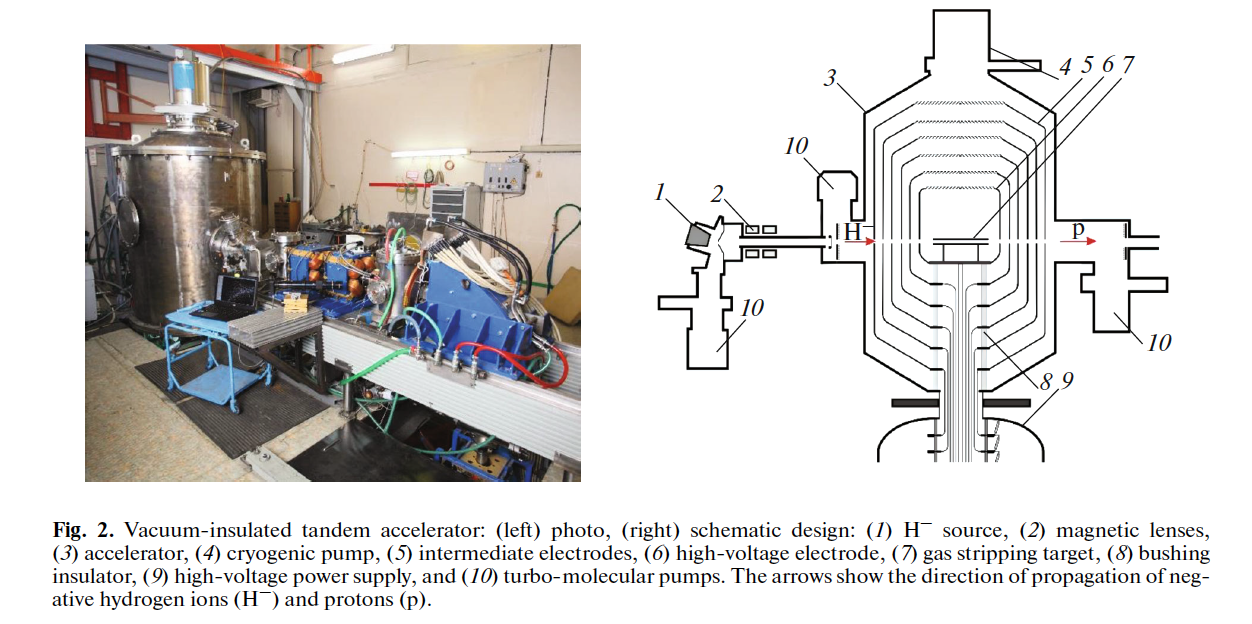 3
4 5 6 7
10
1
2
H⁻
p
10
10
8 9
Fig. 2. Vacuum-insulated tandem accelerator: (left) photo, (right) schematic design: (1) H⁻ source, (2) magnetic lenses,
(3) accelerator, (4) cryogenic pump, (5) intermediate electrodes, (6) high-voltage electrode, (7) gas stripping target, (8) bushing
insulator, (9) high-voltage power supply, and (10) turbo-molecular pumps. The arrows show the direction of propagation of neg-
ative hydrogen ions (H⁻) and protons (p).